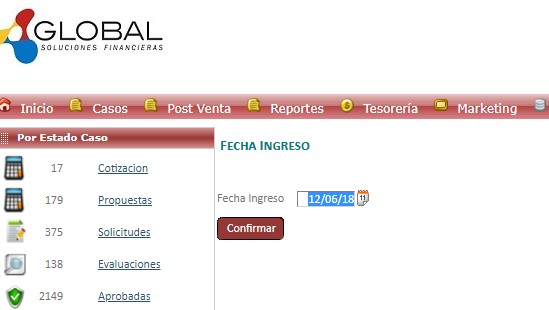 GLOBAL
SOLUCIONES FINANCIERAS
Inicio Casos Post Venta Reportes Tesorería Marketing
Por Estado Caso
FECHA INGRESO
17 Cotizacion
179 Propuestas
Fecha Ingreso 12/06/18 11
375 Solicitudes
Confirmar
138 Evaluaciones
2149 Aprobadas